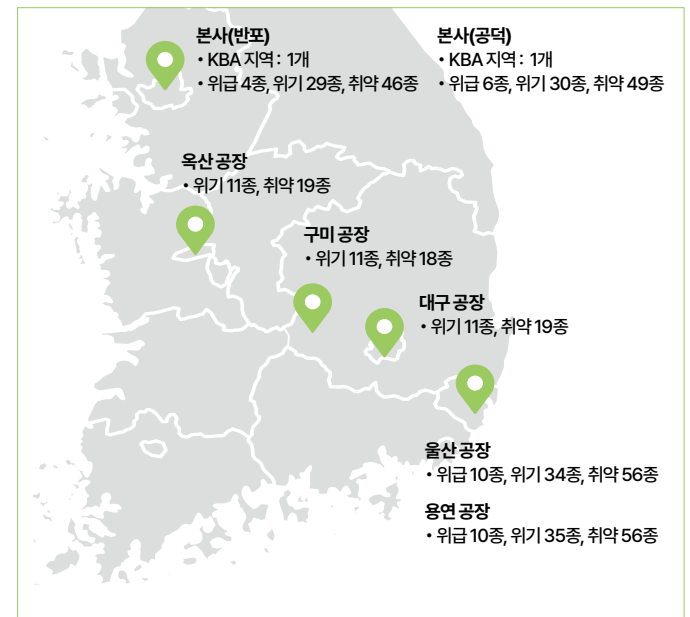 본사(반포)
• KBA 지역 : 1개
• 위급 4종, 위기 29종, 취약 46종
본사(공덕)
• KBA 지역 : 1개
• 위급 6종, 위기 30종, 취약 49종
옥산 공장
• 위기 11종, 취약 19종
구미 공장
• 위기 11종, 취약 18종
대구 공장
• 위기 11종, 취약 19종
울산 공장
• 위급 10종, 위기 34종, 취약 56종
용연 공장
• 위급 10종, 위기 35종, 취약 56종